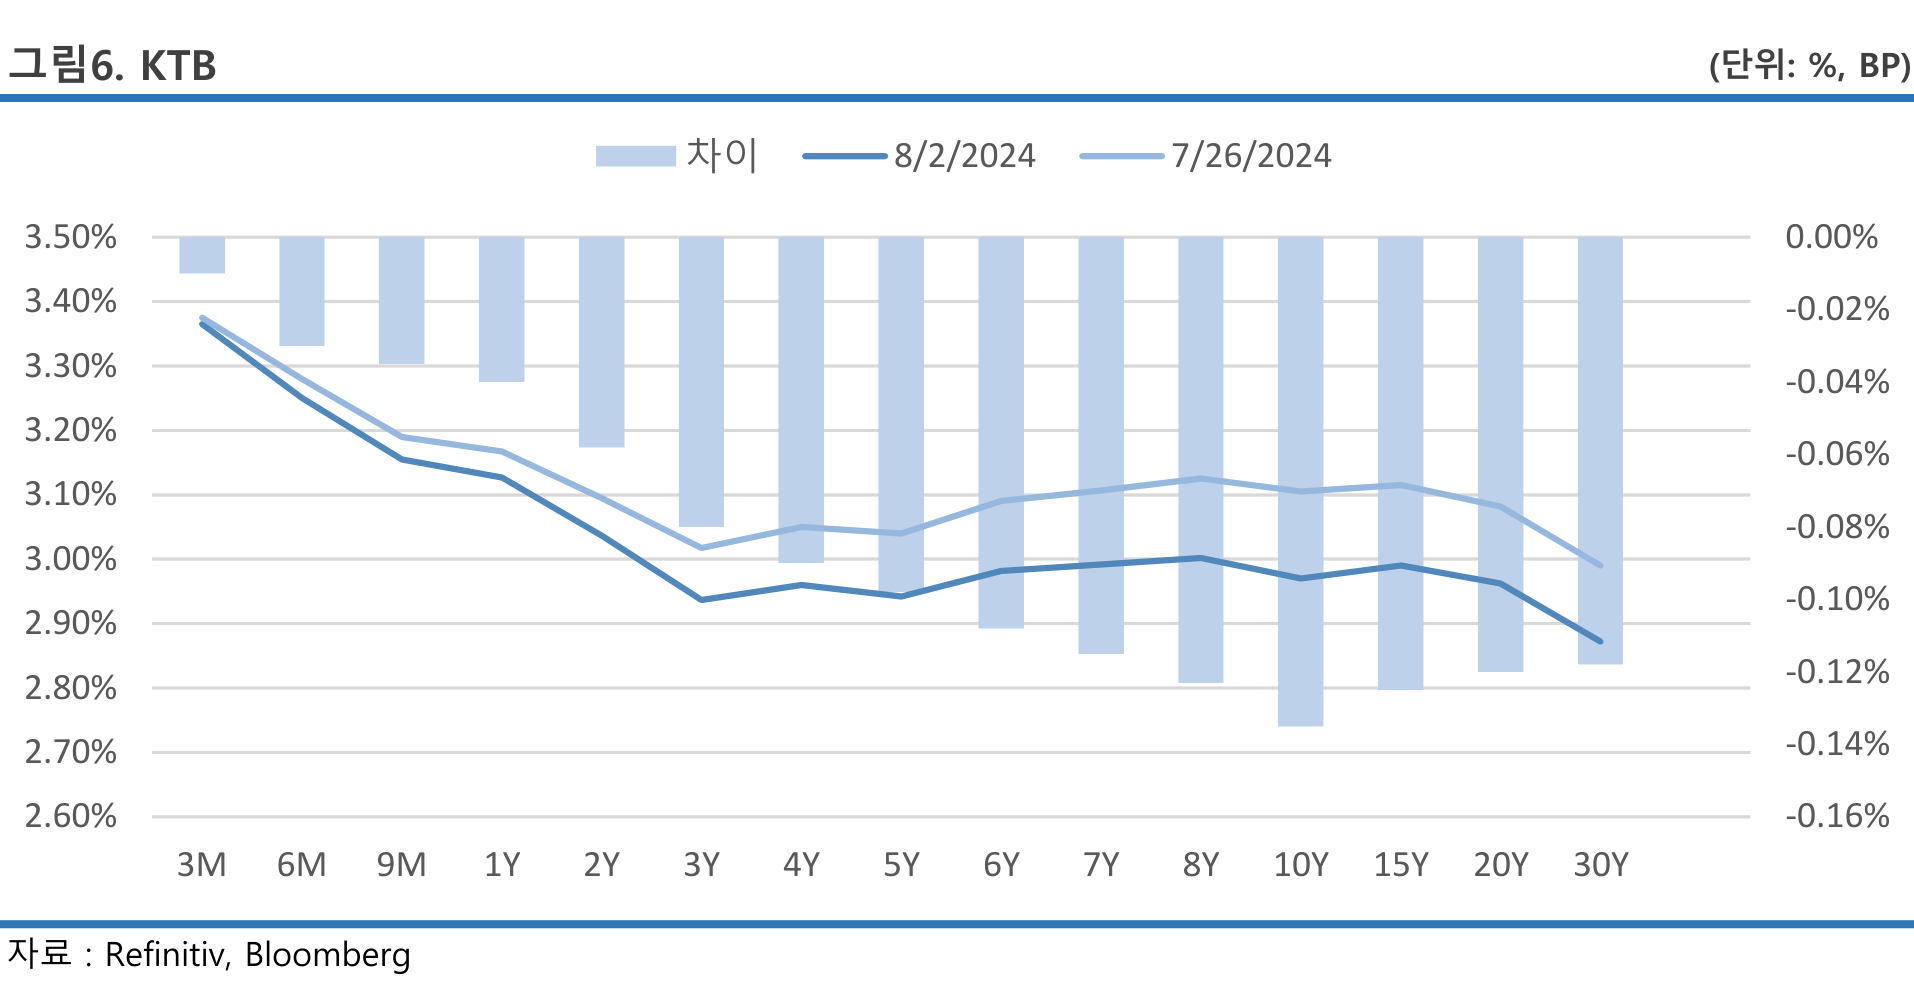 그림6. KTB (단위: %, BP)
차이 8/2/2024 7/26/2024
3.50% 0.00%
3.40% -0.02%
3.30% -0.04%
3.20% -0.06%
3.10% -0.08%
3.00% -0.10%
2.90% -0.12%
2.80% -0.14%
2.70% -0.16%
2.60%
3M 6M 9M 1Y 2Y 3Y 4Y 5Y 6Y 7Y 8Y 10Y 15Y 20Y 30Y
자료 : Refinitiv, Bloomberg